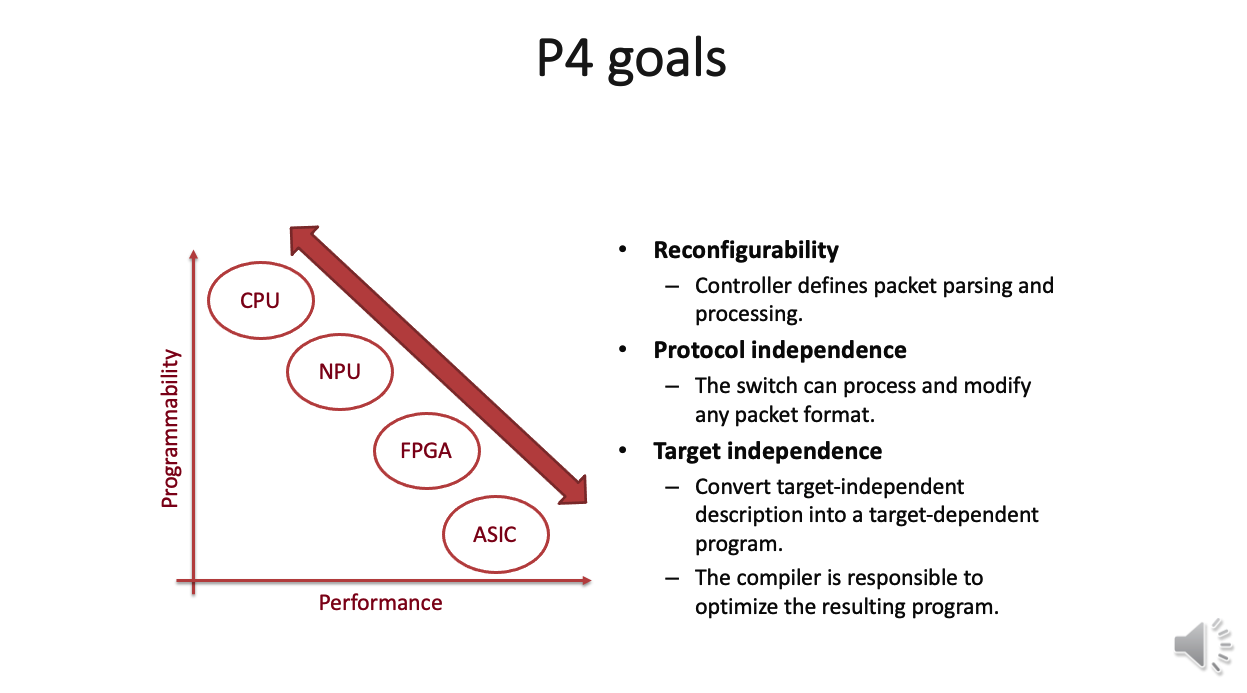 P4 goals
CPU
NPU
FPGA
ASIC
Programmability
Performance
• Reconfigurability
– Controller defines packet parsing and
processing.
• Protocol independence
– The switch can process and modify
any packet format.
• Target independence
– Convert target-independent
description into a target-dependent
program.
– The compiler is responsible to
optimize the resulting program.